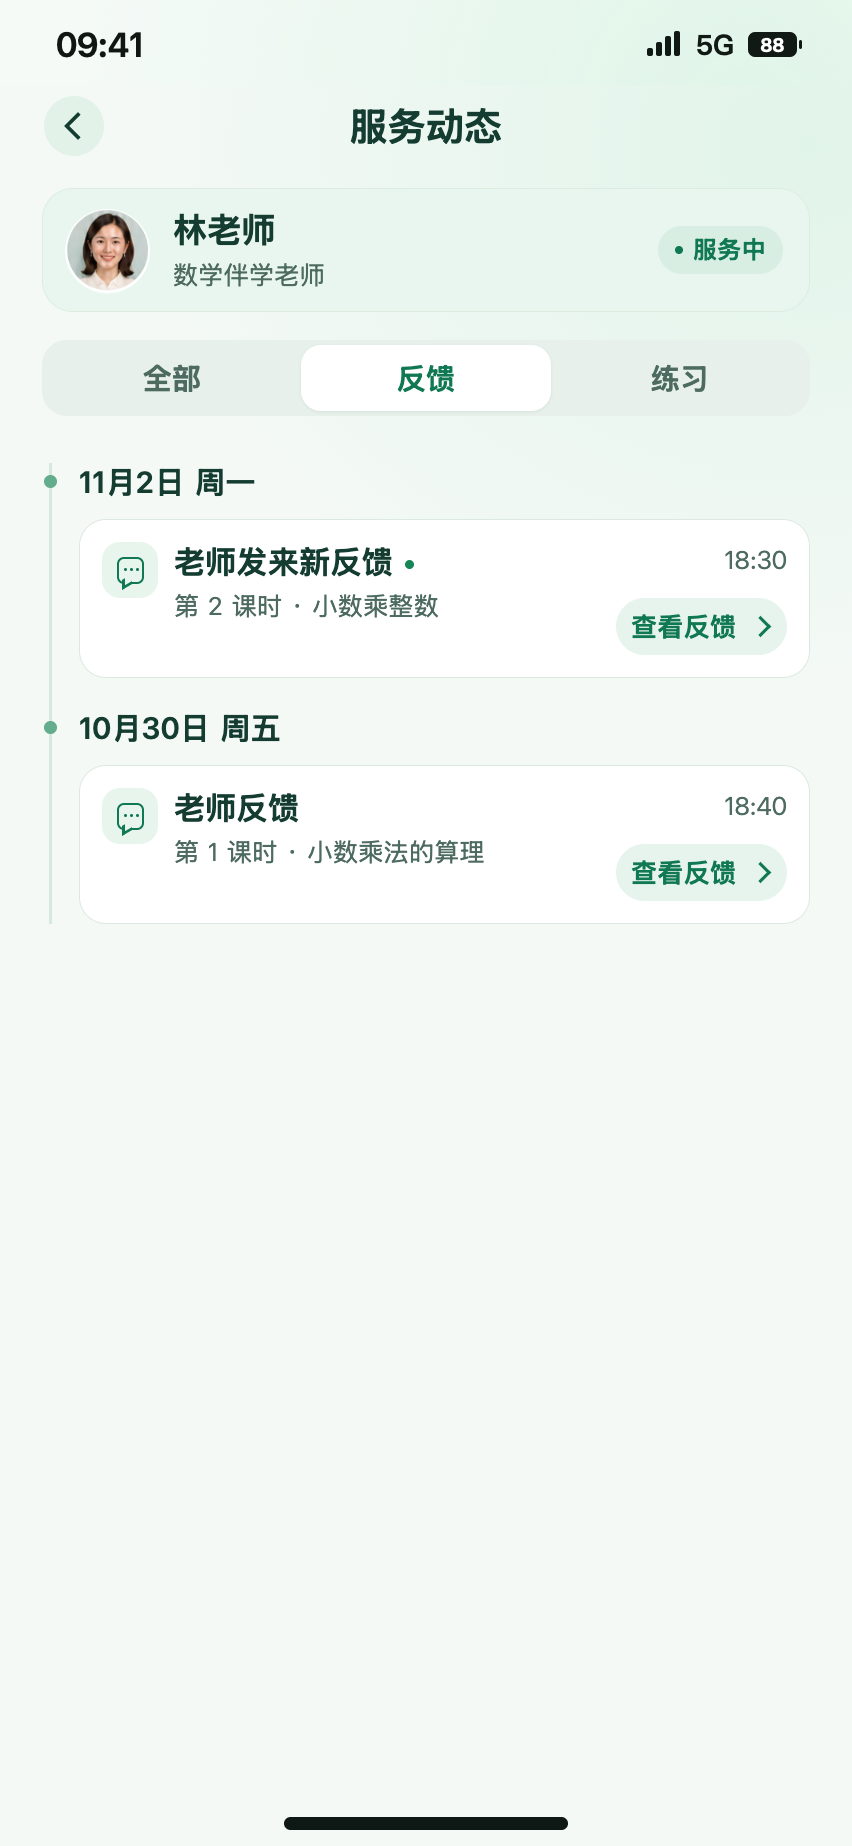 09:41
5G 88
服务动态
林老师
数学伴学老师
服务中
全部 反馈 练习
11月2日 周一
老师发来新反馈
18:30
第 2 课时 · 小数乘整数
查看反馈
10月30日 周五
老师反馈
18:40
第 1 课时 · 小数乘法的算理
查看反馈